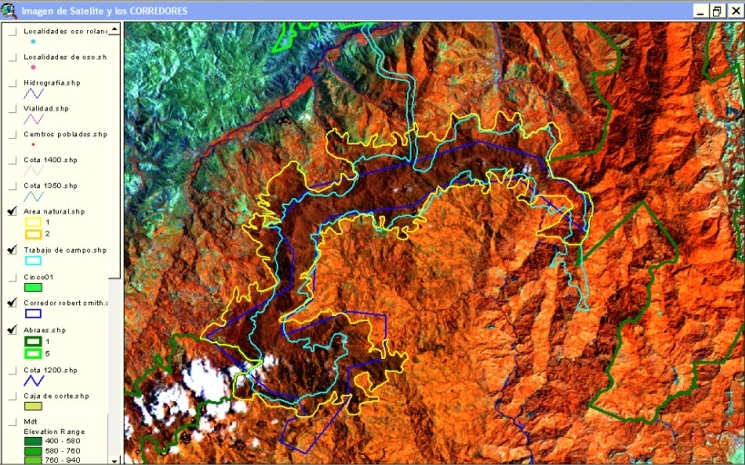 Imagen de Satelite y los CORREDORES
Localidades oso roland
Localidades de oso.sh
Hidrografia.shp
Vialidad.shp
Centros poblados.shp
Cota 1400.shp
Cota 1350.shp
Area natural.shp
1
2
Trabajo de campo.shp
Cinco01
Corredor robert smith.s
Abraes.shp
1
5
Cota 1200.shp
Caja de corte.shp
Mdt
Elevation Range
400 - 580
580 - 760
760 - 940